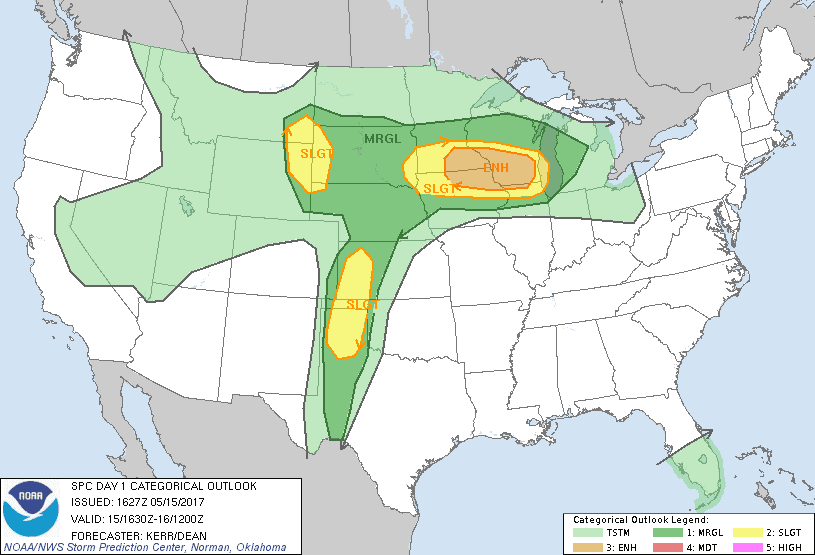 MRGL
SLGT
ENH
SLGT
SLGT
NOAA
SPC DAY 1 CATEGORICAL OUTLOOK
ISSUED: 1627Z 05/15/2017
VALID: 15/1630Z-16/1200Z
FORECASTER: KERR/DEAN
NOAA/NWS Storm Prediction Center, Norman, Oklahoma
Categorical Outlook Legend:
TSTM 1: MRGL 2: SLGT
3: ENH 4: MDT 5: HIGH